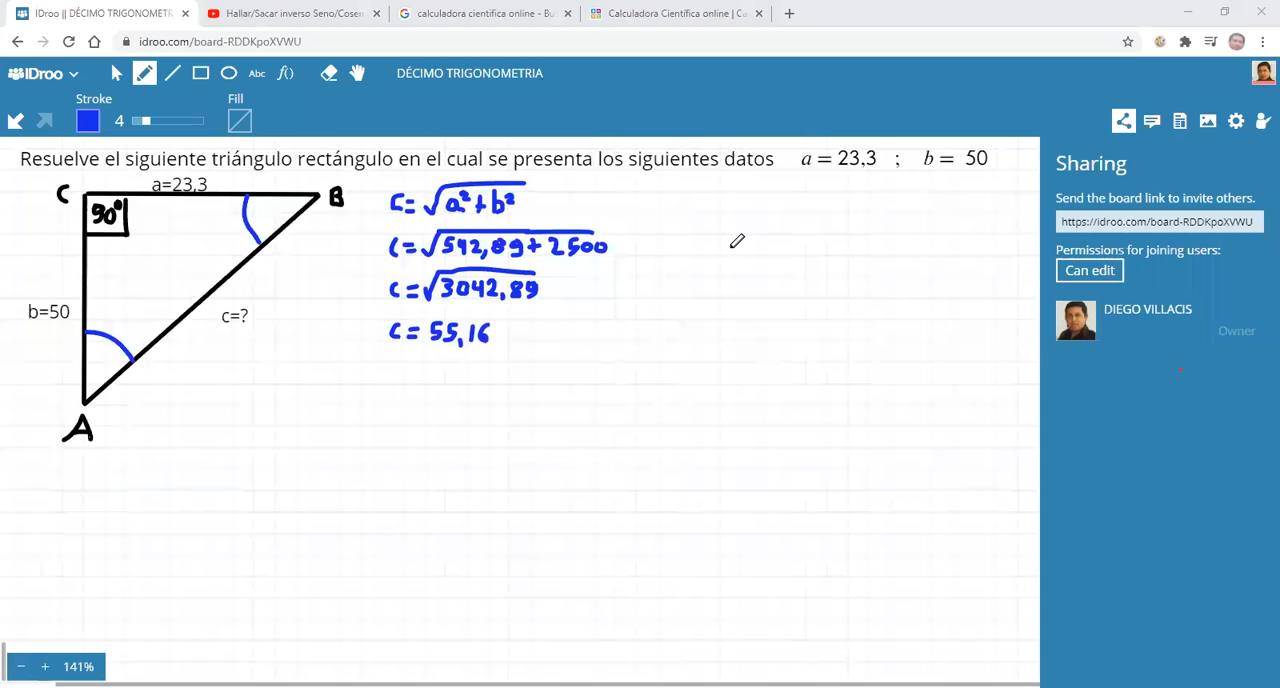 IDroo | DÉCIMO TRIGONOMETR
Hallar/Sacar inverso Seno/Cosen
calculadora cientifica online - Bu
Calculadora Científica online | Ca
idroo.com/board-RDDKpoXVWU
IDroo
Abc
f()
DÉCIMO TRIGONOMETRIA
Stroke
Fill
4
Resuelve el siguiente triángulo rectángulo en el cual se presenta los siguientes datos a = 23,3 ; b = 50
C
a=23,3
B
90°
b=50
c=?
A
C= √a²+b²
C= √542,89+2500
C= √3042,89
C= 55,16
Sharing
Send the board link to invite others.
https://idroo.com/board-RDDKpoXVWU
Permissions for joining users:
Can edit
DIEGO VILLACIS
Owner
− + 141%